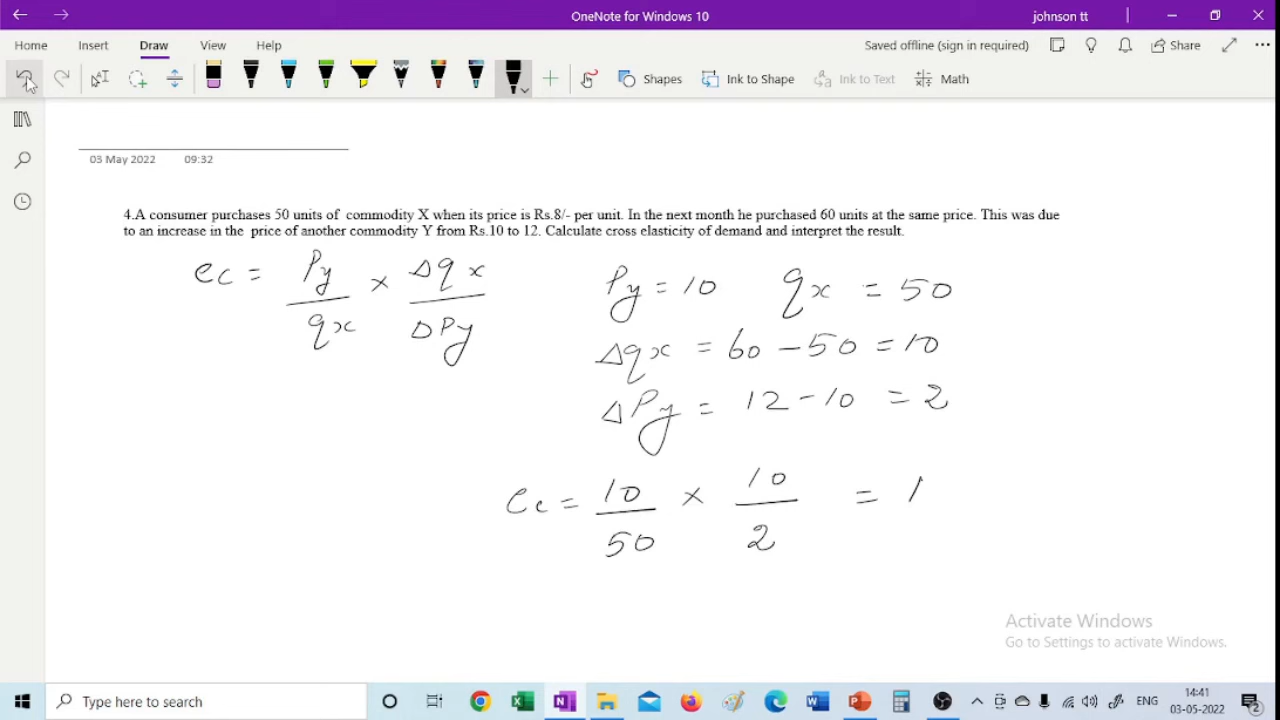 OneNote for Windows 10
johnson tt
Home Insert Draw View Help
Saved offline (sign in required)
Share
Shapes
Ink to Shape
Ink to Text
Math
03 May 2022 09:32
4.A consumer purchases 50 units of commodity X when its price is Rs.8/- per unit. In the next month he purchased 60 units at the same price. This was due
to an increase in the price of another commodity Y from Rs.10 to 12. Calculate cross elasticity of demand and interpret the result.
ec = Py/qx × Δqx/ΔPy
Py = 10 qx = 50
Δqx = 60 - 50 = 10
ΔPy = 12 - 10 = 2
ec = 10/50 × 10/2 = 1
Activate Windows
Go to Settings to activate Windows.
Type here to search
ENG
14:41
03-05-2022
2